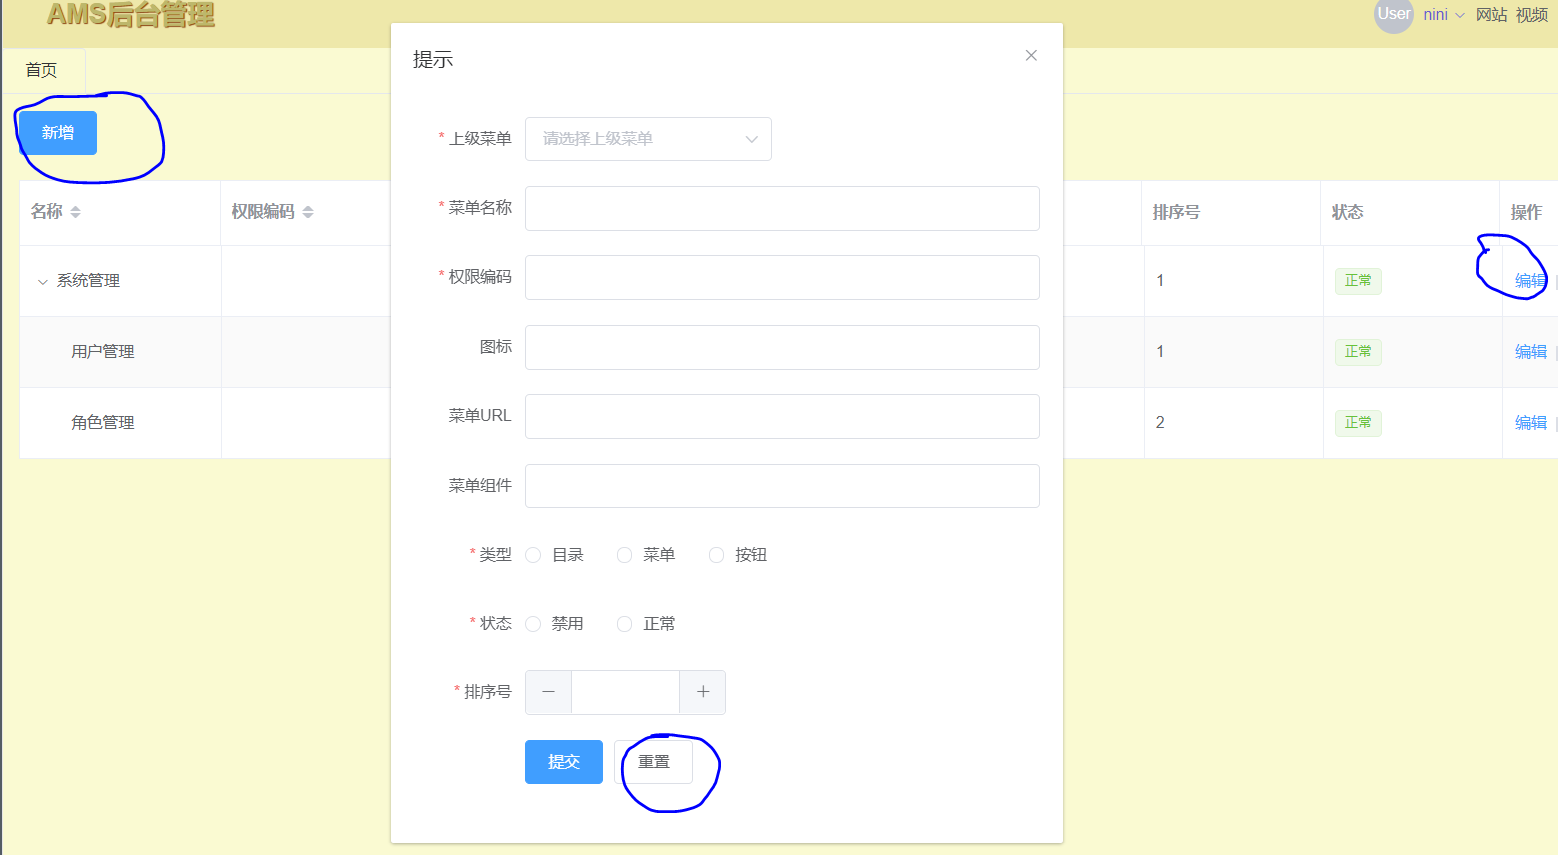 AMS后台管理
User nini 网站 视频
首页
新增
名称 权限编码 排序号 状态 操作
系统管理 1 正常 编辑
用户管理 1 正常 编辑
角色管理 2 正常 编辑
提示
* 上级菜单 请选择上级菜单
* 菜单名称
* 权限编码
图标
菜单URL
菜单组件
* 类型 目录 菜单 按钮
* 状态 禁用 正常
* 排序号
提交 重置